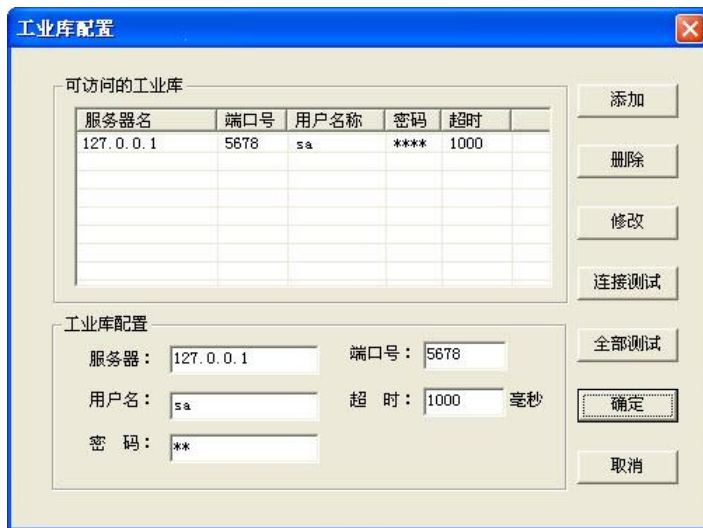 工业库配置
可访问的工业库
服务器名 端口号 用户名称 密码 超时
127.0.0.1 5678 sa **** 1000
添加
删除
修改
连接测试
全部测试
确定
取消
工业库配置
服务器： 127.0.0.1 端口号： 5678
用户名： sa 超 时： 1000 毫秒
密 码： **